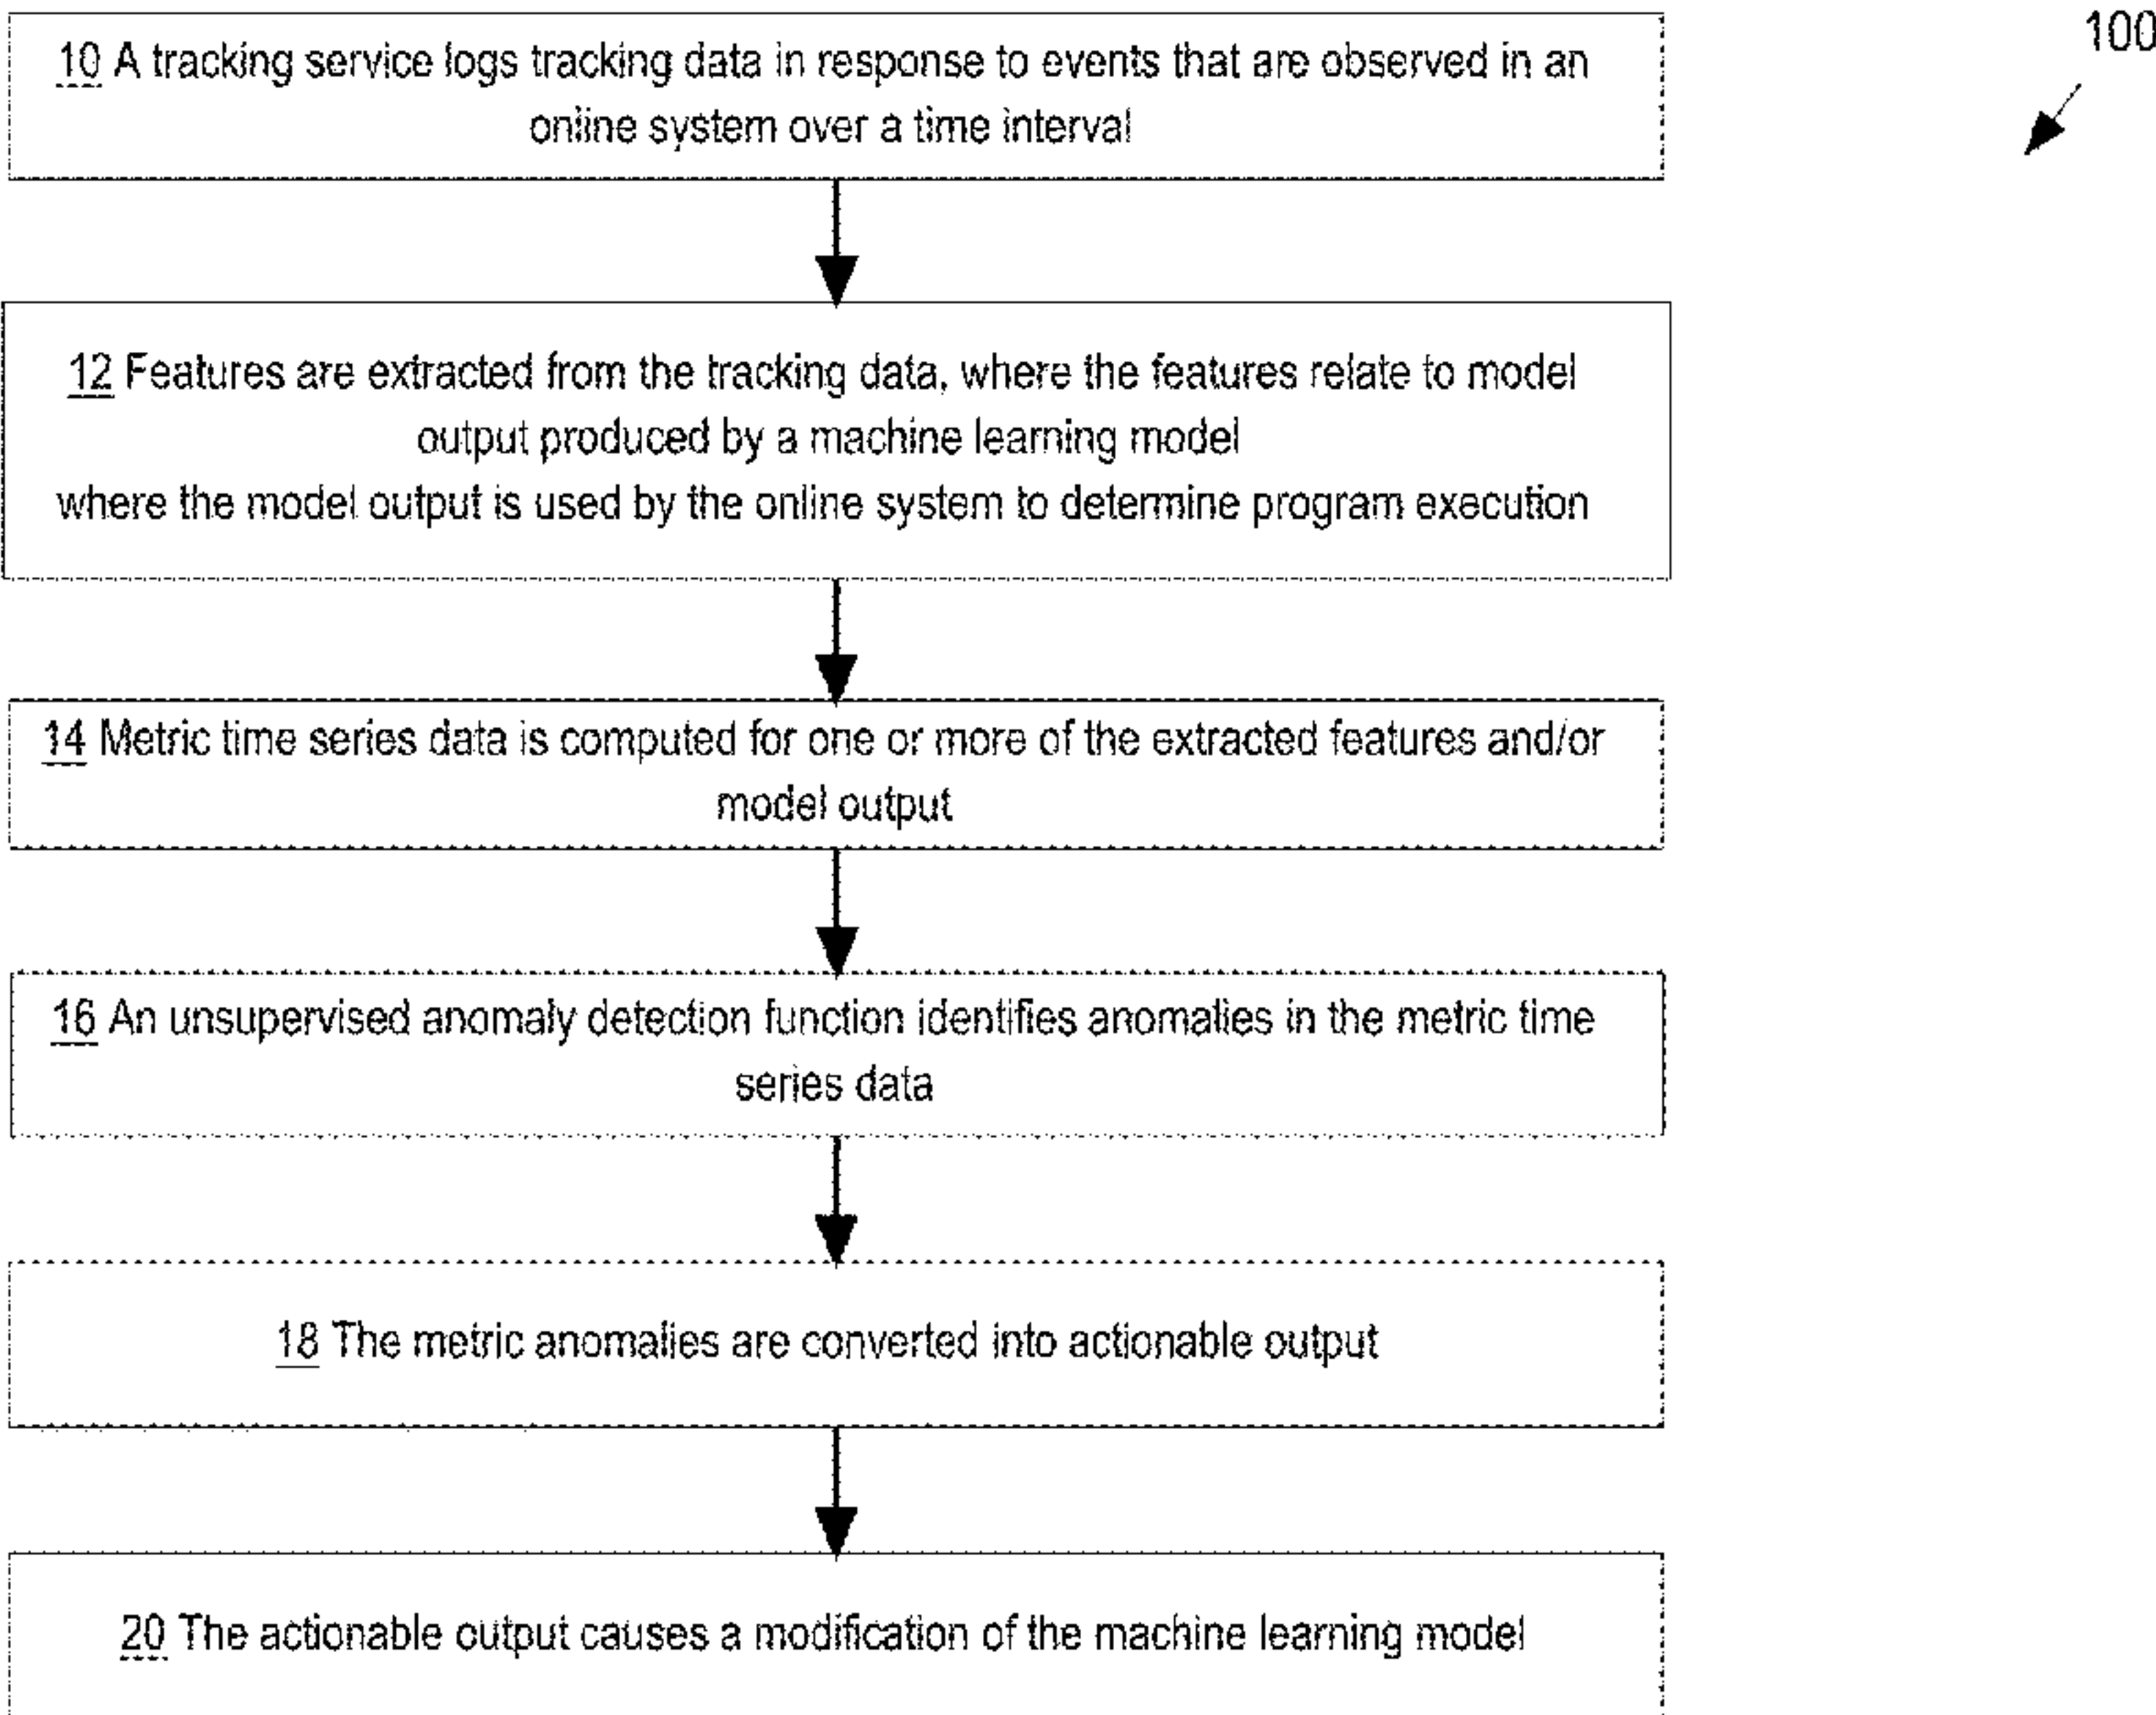 100
10 A tracking service logs tracking data in response to events that are observed in an
online system over a time interval
12 Features are extracted from the tracking data, where the features relate to model
output produced by a machine learning model
where the model output is used by the online system to determine program execution
14 Metric time series data is computed for one or more of the extracted features and/or
model output
16 An unsupervised anomaly detection function identifies anomalies in the metric time
series data
18 The metric anomalies are converted into actionable output
20 The actionable output causes a modification of the machine learning model